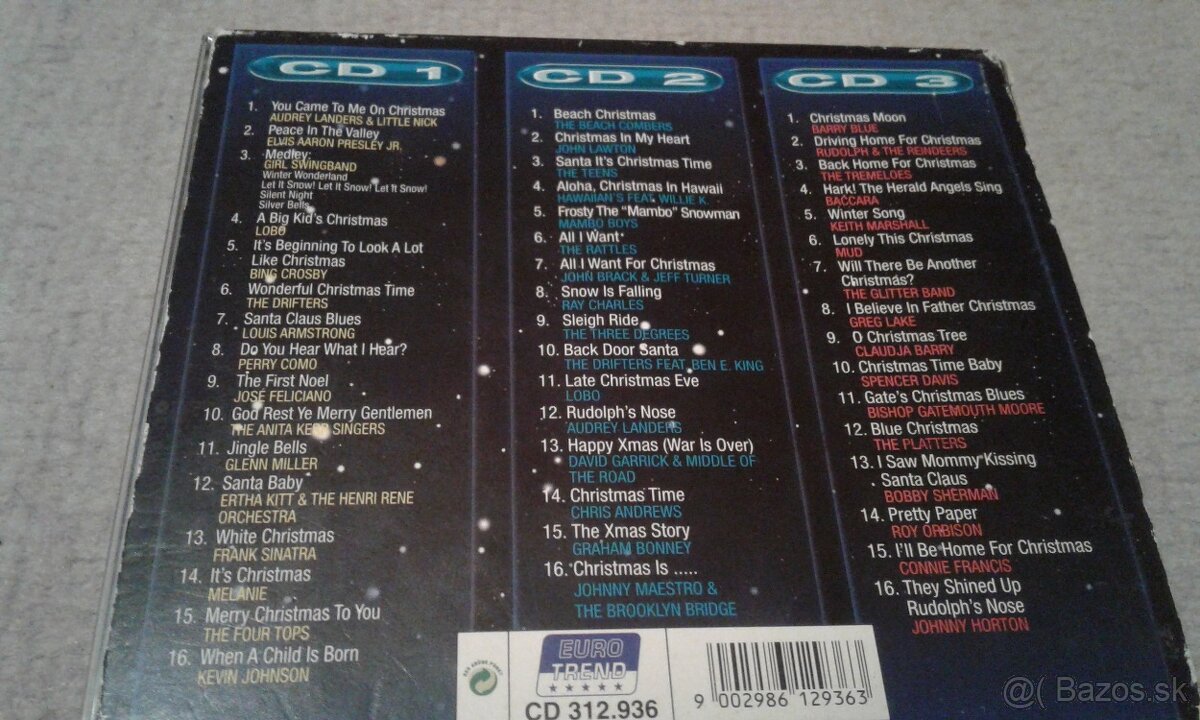 CD 1
1. You Came To Me On Christmas
AUDREY LANDERS & LITTLE NICK
2. Peace In The Valley
ELVIS AARON PRESLEY JR.
3. Medley:
GIRL SWINGBAND
Winter Wonderland
Let It Snow! Let It Snow! Let It Snow!
Silent Night
Silver Bells
4. A Big Kid's Christmas
LOBO
5. It's Beginning To Look A Lot
Like Christmas
BING CROSBY
6. Wonderful Christmas Time
THE DRIFTERS
7. Santa Claus Blues
LOUIS ARMSTRONG
8. Do You Hear What I Hear?
PERRY COMO
9. The First Noel
JOSÉ FELICIANO
10. God Rest Ye Merry Gentlemen
THE ANITA KERR SINGERS
11. Jingle Bells
GLENN MILLER
12. Santa Baby
ERTHA KITT & THE HENRI RENE
ORCHESTRA
13. White Christmas
FRANK SINATRA
14. It's Christmas
MELANIE
15. Merry Christmas To You
THE FOUR TOPS
16. When A Child Is Born
KEVIN JOHNSON
CD 2
1. Beach Christmas
THE BEACH COMBERS
2. Christmas In My Heart
JOHN LAWTON
3. Santa It's Christmas Time
THE TEENS
4. Aloha, Christmas In Hawaii
HAWAIIAN'S FEAT. WILLIE K.
5. Frosty The "Mambo" Snowman
MAMBO BOYS
6. All I Want
THE RATTLES
7. All I Want For Christmas
JOHN BRACK & JEFF TURNER
8. Snow Is Falling
RAY CHARLES
9. Sleigh Ride
THE THREE DEGREES
10. Back Door Santa
THE DRIFTERS FEAT. BEN E. KING
11. Late Christmas Eve
LOBO
12. Rudolph's Nose
AUDREY LANDERS
13. Happy Xmas (War Is Over)
DAVID GARRICK & MIDDLE OF
THE ROAD
14. Christmas Time
CHRIS ANDREWS
15. The Xmas Story
GRAHAM BONNEY
16. Christmas Is .....
JOHNNY MAESTRO &
THE BROOKLYN BRIDGE
CD 3
1. Christmas Moon
BARRY BLUE
2. Driving Home For Christmas
RUDOLPH & THE REINDEERS
3. Back Home For Christmas
THE TREMELOES
4. Hark! The Herald Angels Sing
BACCARA
5. Winter Song
KEITH MARSHALL
6. Lonely This Christmas
MUD
7. Will There Be Another
Christmas?
THE GLITTER BAND
8. I Believe In Father Christmas
GREG LAKE
9. O Christmas Tree
CLAUDJA BARRY
10. Christmas Time Baby
SPENCER DAVIS
11. Gate's Christmas Blues
BISHOP GATEMOUTH MOORE
12. Blue Christmas
THE PLATTERS
13. I Saw Mommy Kissing
Santa Claus
BOBBY SHERMAN
14. Pretty Paper
ROY ORBISON
15. I'll Be Home For Christmas
CONNIE FRANCIS
16. They Shined Up
Rudolph's Nose
JOHNNY HORTON
EURO
TREND
CD 312.936
9 002986 129363
@( Bazos.sk